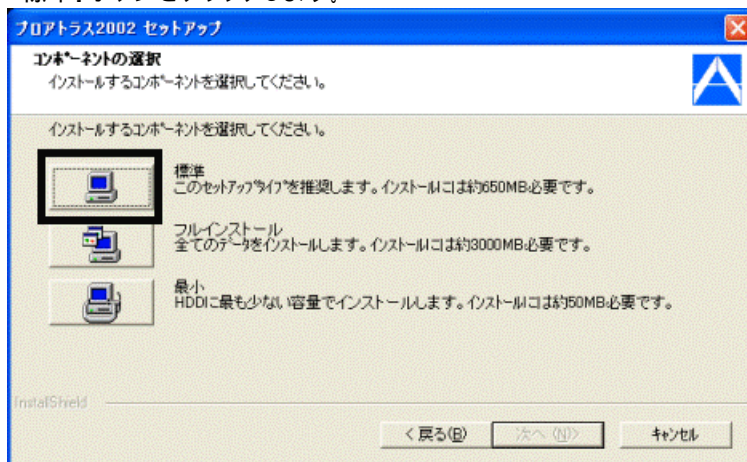 プロアトラス2002 セットアップ
コンポーネントの選択
インストールするコンポーネントを選択してください。
インストールするコンポーネントを選択してください。
標準
このセットアップタイプを推奨します。インストールには約650MB必要です。
フルインストール
全てのデータをインストールします。インストールには約3000MB必要です。
最小
HDDに最も少ない容量でインストールします。インストールには約50MB必要です。
InstallShield
< 戻る(B)
次へ(N)>
キャンセル